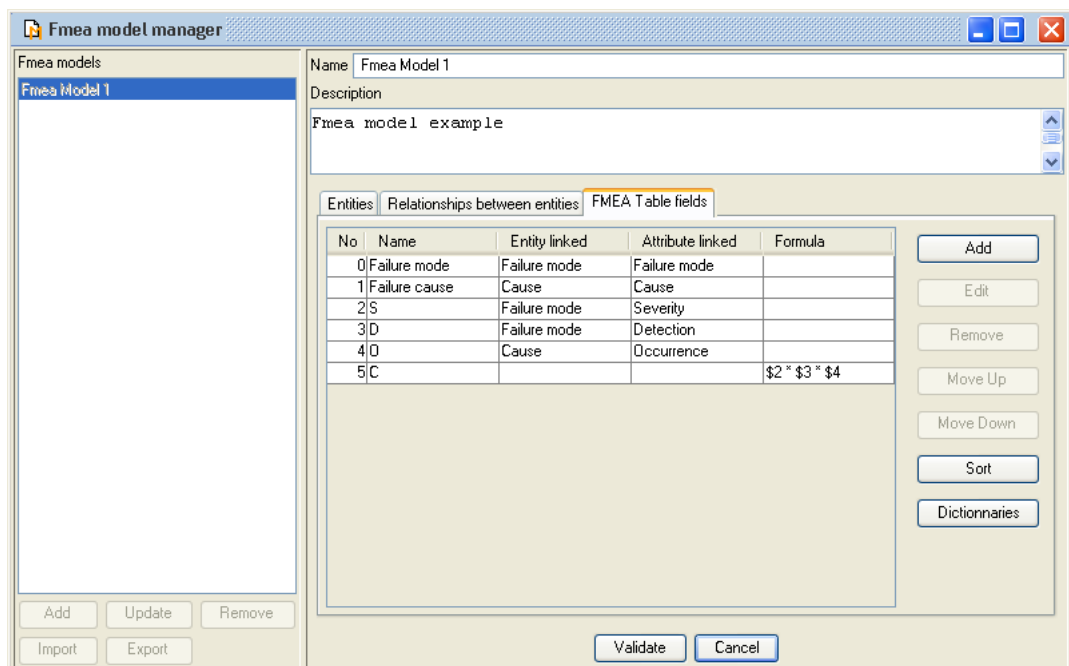 Fmea model manager
Fmea models
Fmea Model 1
Name Fmea Model 1
Description
Fmea model example
Entities Relationships between entities FMEA Table fields
No Name Entity linked Attribute linked Formula
0 Failure mode Failure mode Failure mode
1 Failure cause Cause Cause
2 S Failure mode Severity
3 D Failure mode Detection
4 O Cause Occurrence
5 C $2 * $3 * $4
Add
Edit
Remove
Move Up
Move Down
Sort
Dictionnaries
Add Update Remove
Import Export
Validate Cancel